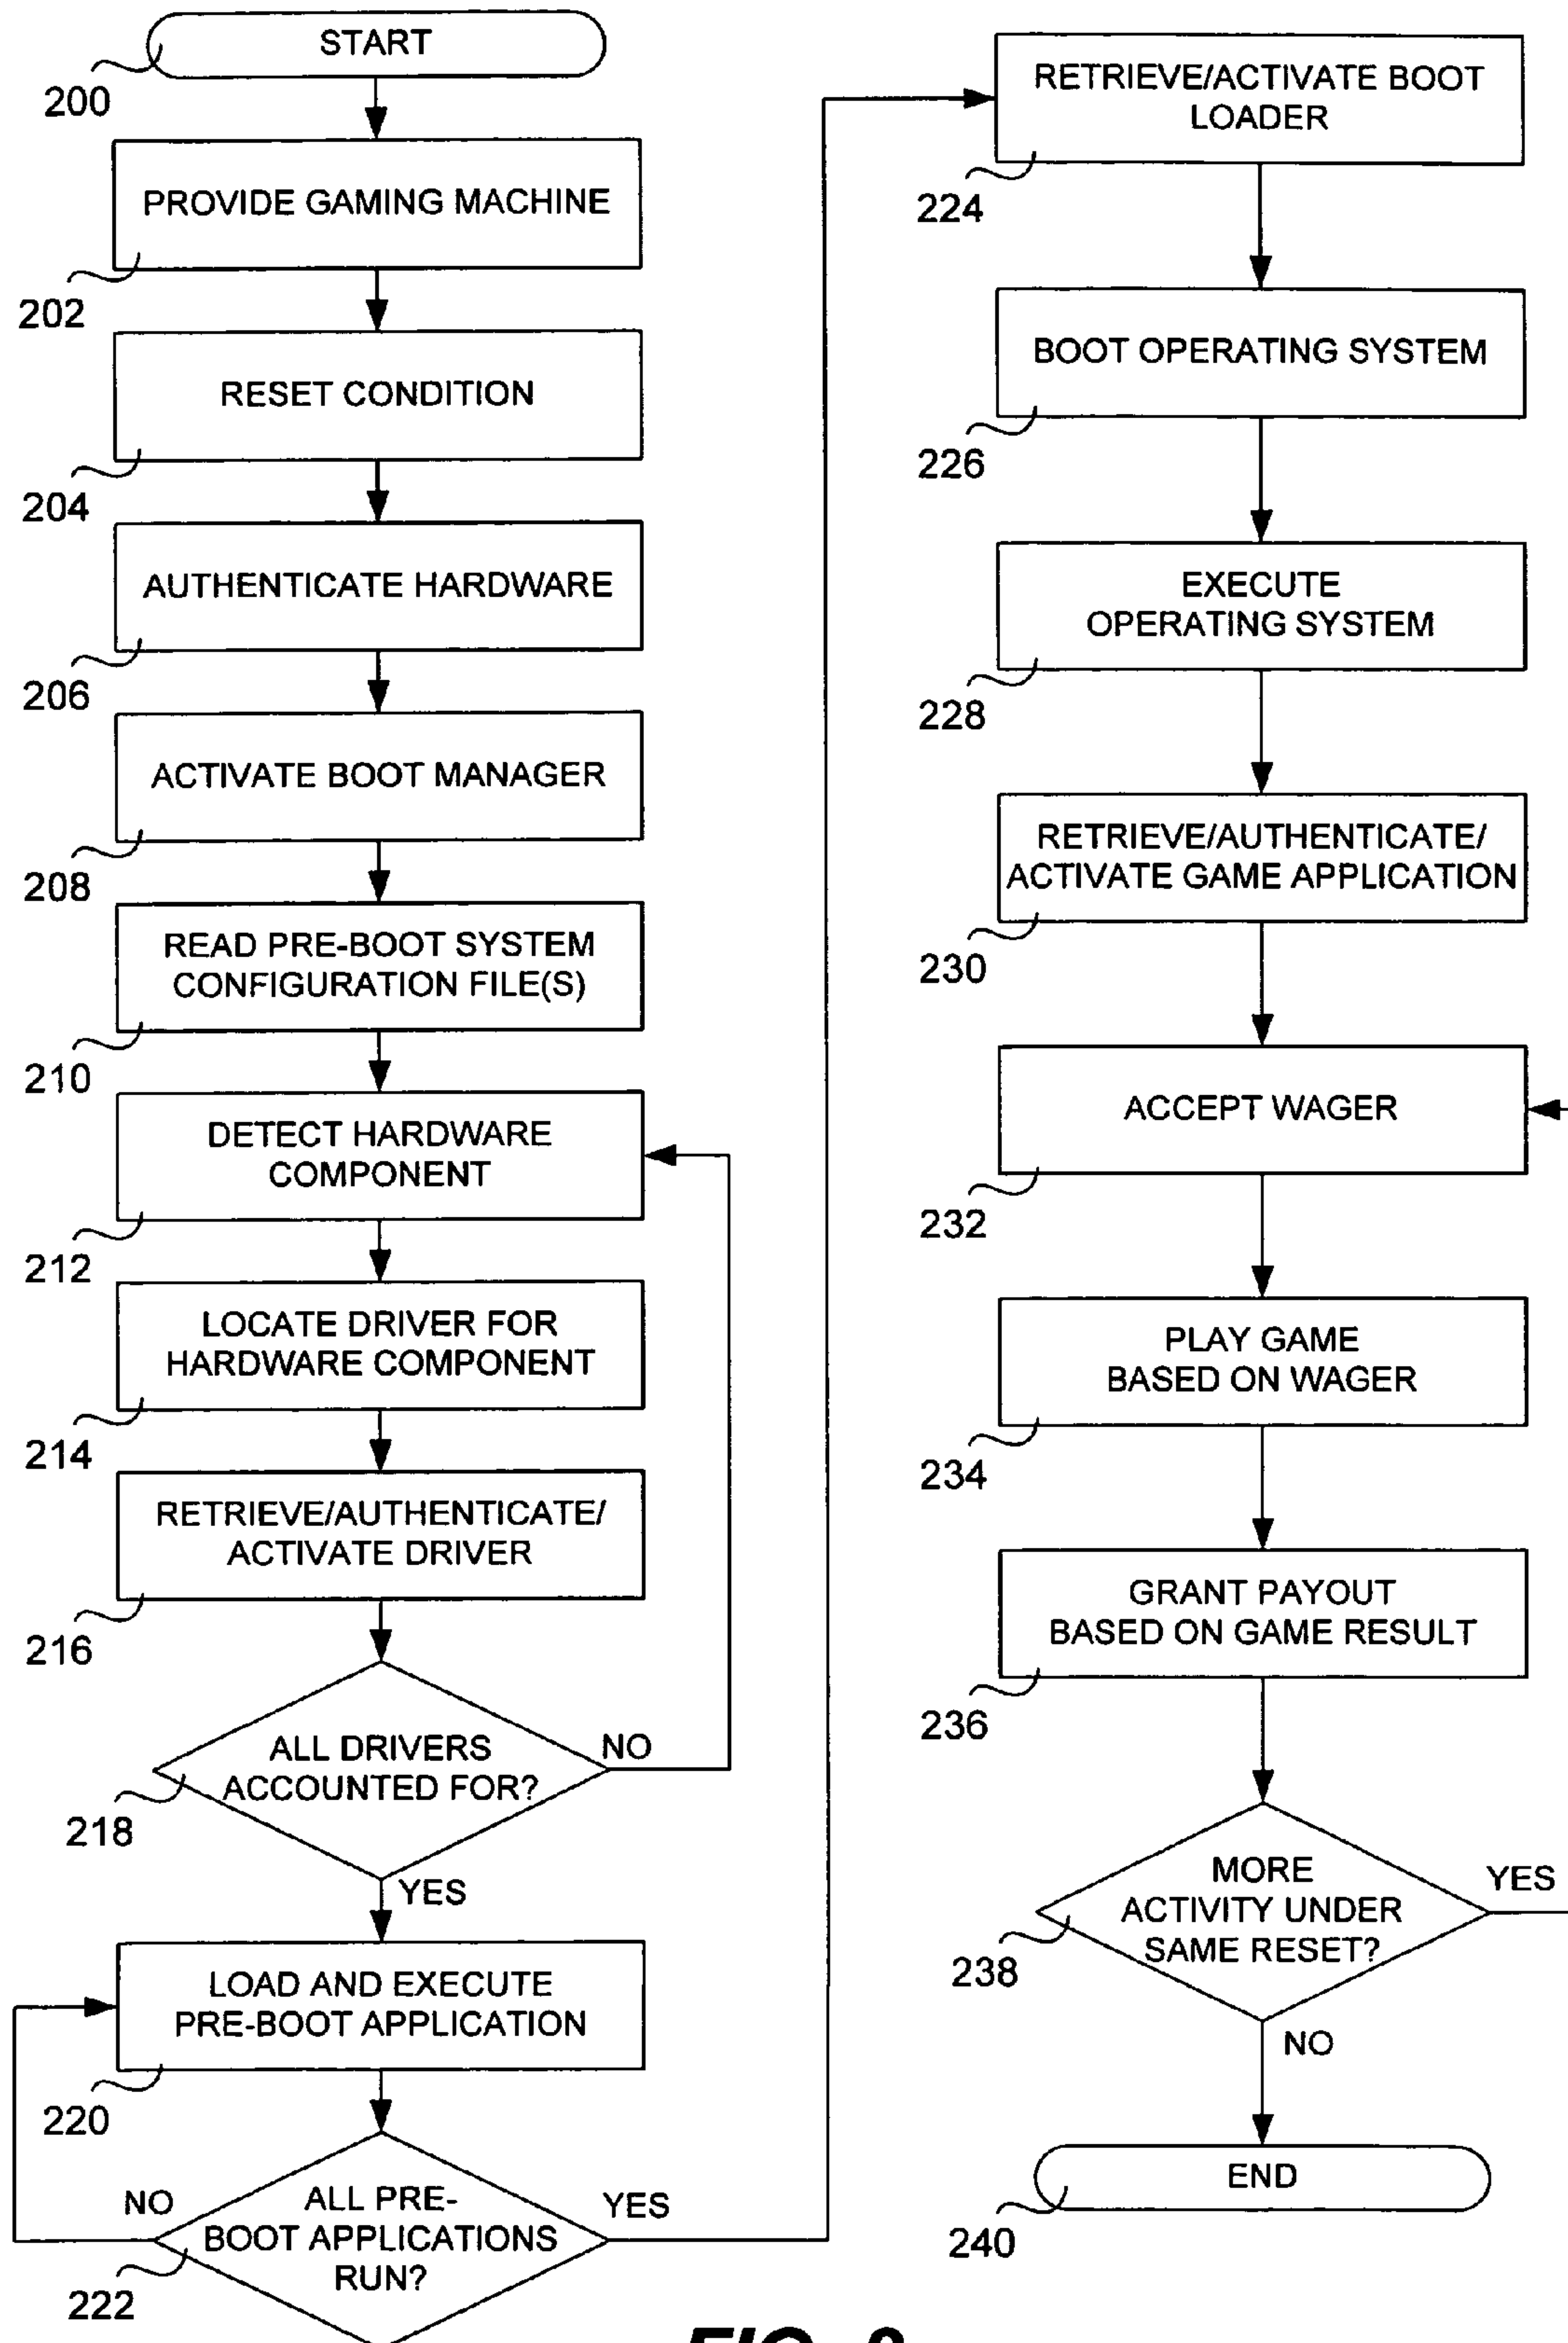 START
200
PROVIDE GAMING MACHINE
202
RESET CONDITION
204
AUTHENTICATE HARDWARE
206
ACTIVATE BOOT MANAGER
208
READ PRE-BOOT SYSTEM
CONFIGURATION FILE(S)
210
DETECT HARDWARE
COMPONENT
212
LOCATE DRIVER FOR
HARDWARE COMPONENT
214
RETRIEVE/AUTHENTICATE/
ACTIVATE DRIVER
216
ALL DRIVERS
ACCOUNTED FOR?
NO
218
YES
LOAD AND EXECUTE
PRE-BOOT APPLICATION
220
NO
ALL PRE-
BOOT APPLICATIONS
RUN?
YES
222
RETRIEVE/ACTIVATE BOOT
LOADER
224
BOOT OPERATING SYSTEM
226
EXECUTE
OPERATING SYSTEM
228
RETRIEVE/AUTHENTICATE/
ACTIVATE GAME APPLICATION
230
ACCEPT WAGER
232
PLAY GAME
BASED ON WAGER
234
GRANT PAYOUT
BASED ON GAME RESULT
236
MORE
ACTIVITY UNDER
SAME RESET?
YES
238
NO
END
240
FIG.